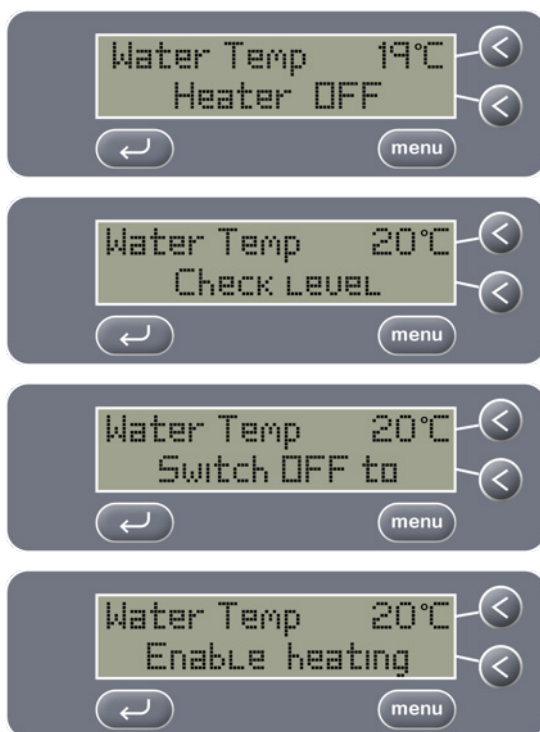 Water Temp 19°C
Heater OFF
menu
Water Temp 20°C
Check Level
menu
Water Temp 20°C
Switch OFF to
menu
Water Temp 20°C
Enable heating
menu